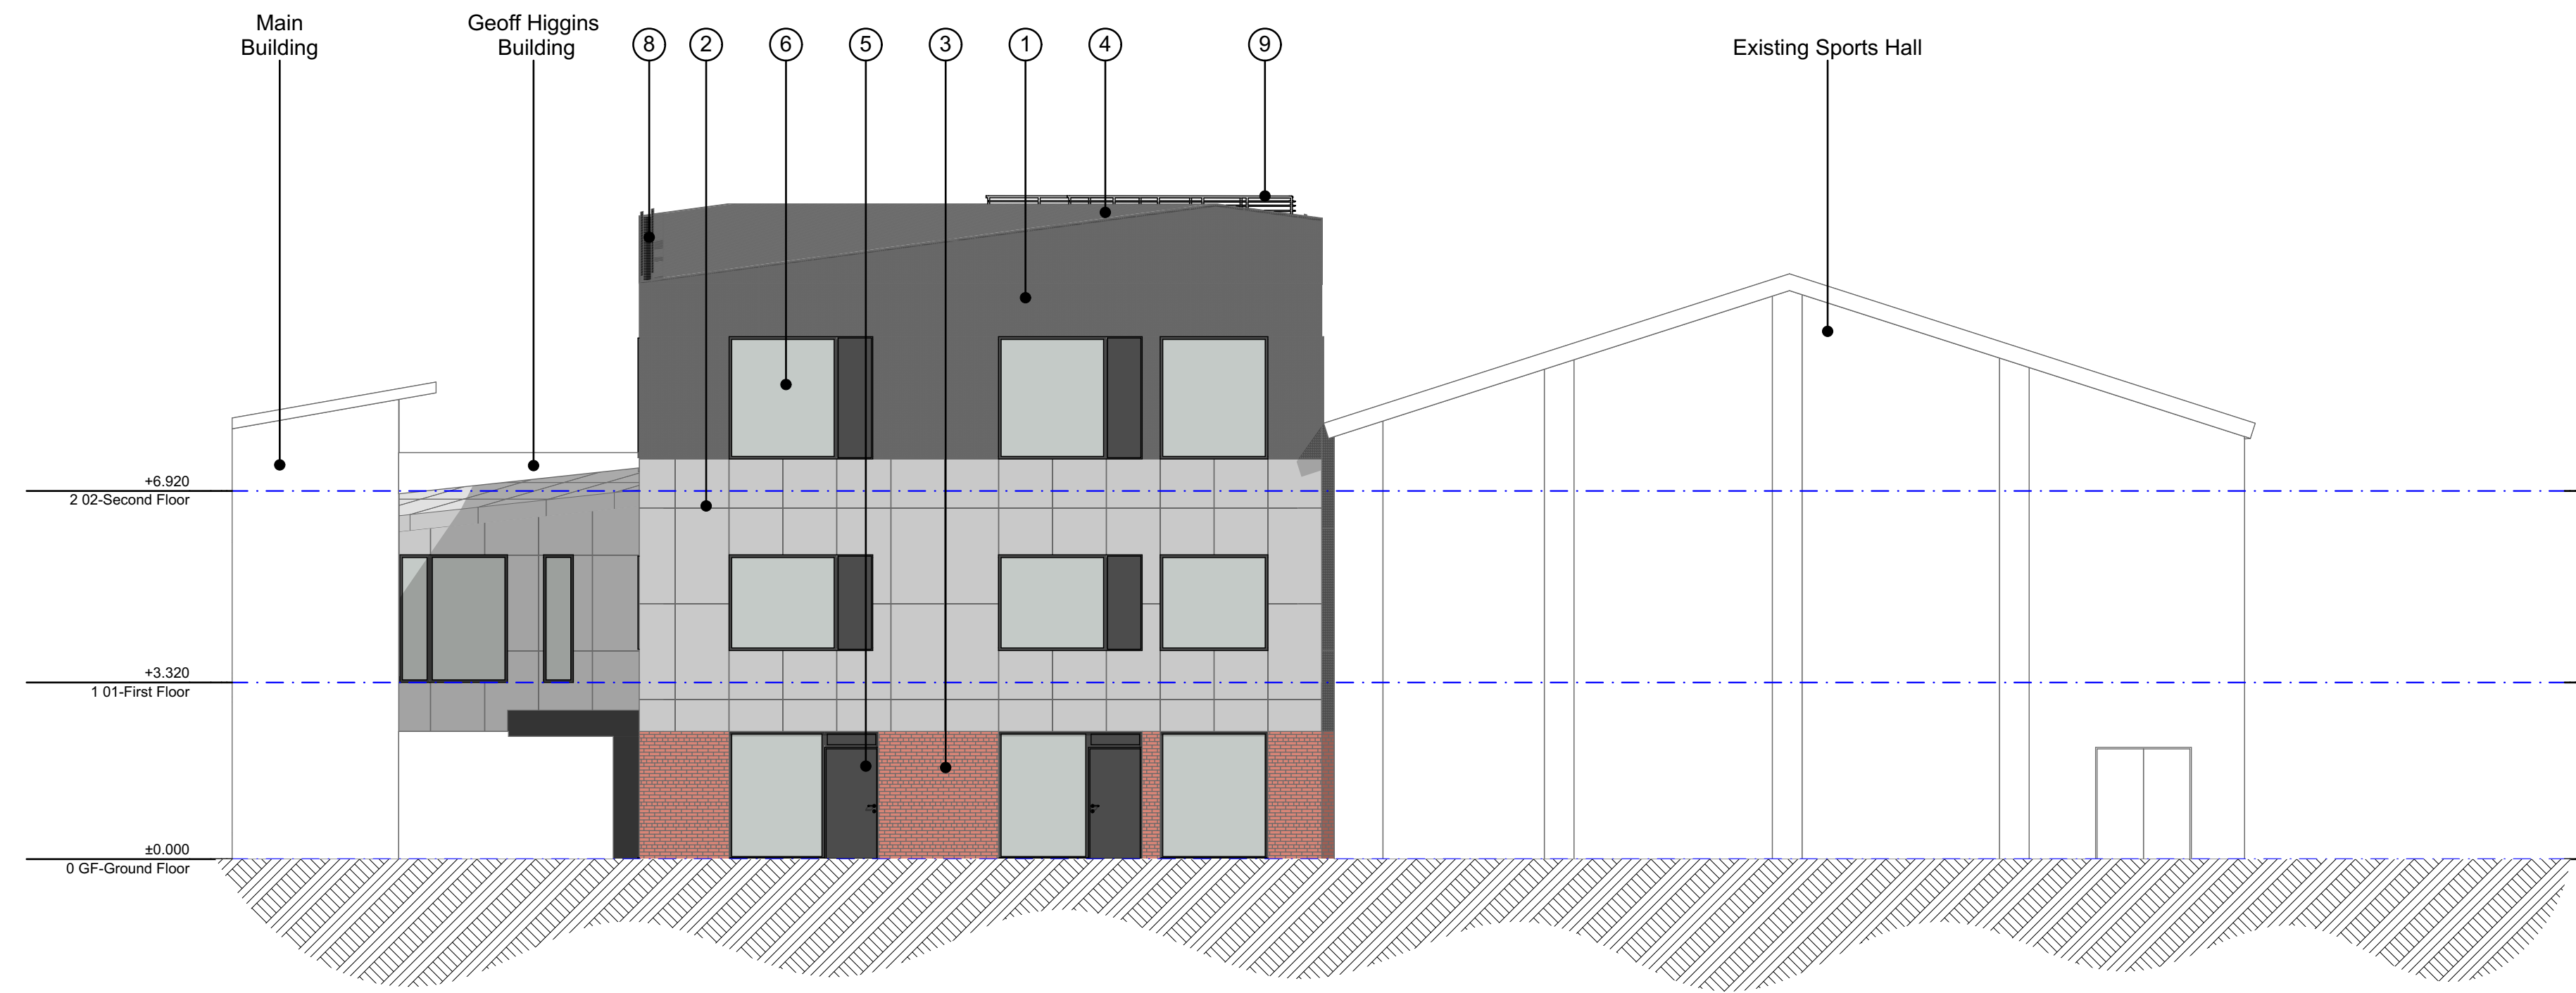 Main
Building
Geoff Higgins
Building
8
2
6
5
3
1
4
9
Existing Sports Hall
+6.920
2 02-Second Floor
+3.320
1 01-First Floor
±0.000
0 GF-Ground Floor